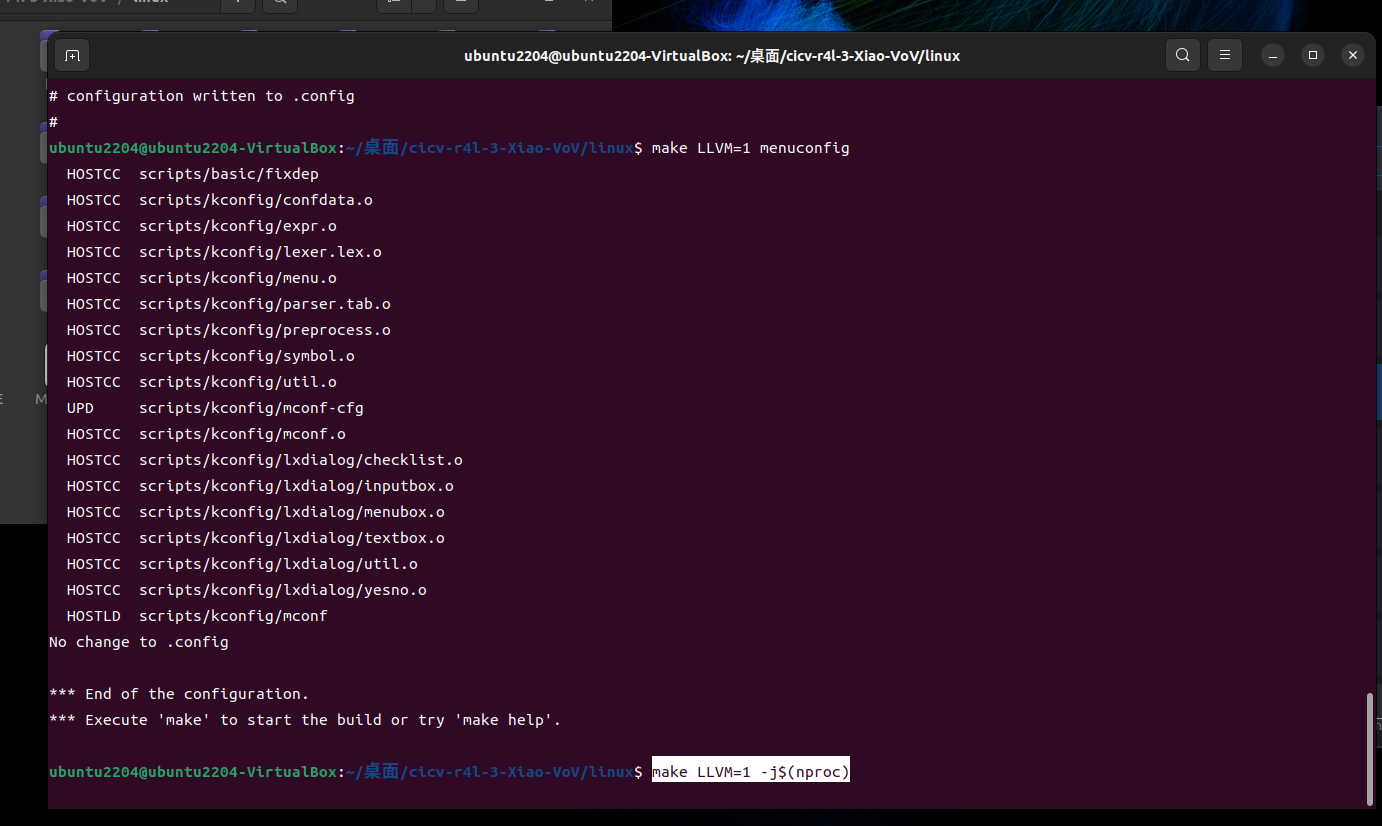 ubuntu2204@ubuntu2204-VirtualBox: ~/桌面/cicv-r4l-3-Xiao-VoV/linux
# configuration written to .config
#
ubuntu2204@ubuntu2204-VirtualBox:~/桌面/cicv-r4l-3-Xiao-VoV/linux$ make LLVM=1 menuconfig
  HOSTCC  scripts/basic/fixdep
  HOSTCC  scripts/kconfig/confdata.o
  HOSTCC  scripts/kconfig/expr.o
  HOSTCC  scripts/kconfig/lexer.lex.o
  HOSTCC  scripts/kconfig/menu.o
  HOSTCC  scripts/kconfig/parser.tab.o
  HOSTCC  scripts/kconfig/preprocess.o
  HOSTCC  scripts/kconfig/symbol.o
  HOSTCC  scripts/kconfig/util.o
  UPD     scripts/kconfig/mconf-cfg
  HOSTCC  scripts/kconfig/mconf.o
  HOSTCC  scripts/kconfig/lxdialog/checklist.o
  HOSTCC  scripts/kconfig/lxdialog/inputbox.o
  HOSTCC  scripts/kconfig/lxdialog/menubox.o
  HOSTCC  scripts/kconfig/lxdialog/textbox.o
  HOSTCC  scripts/kconfig/lxdialog/util.o
  HOSTCC  scripts/kconfig/lxdialog/yesno.o
  HOSTLD  scripts/kconfig/mconf
No change to .config
*** End of the configuration.
*** Execute 'make' to start the build or try 'make help'.
ubuntu2204@ubuntu2204-VirtualBox:~/桌面/cicv-r4l-3-Xiao-VoV/linux$ make LLVM=1 -j$(nproc)